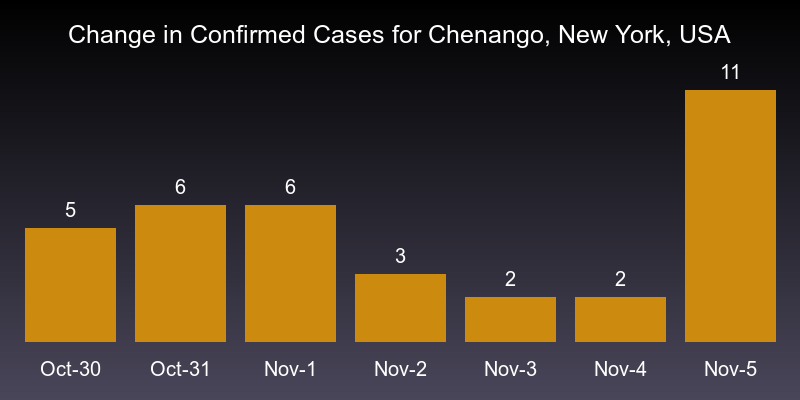 Change in Confirmed Cases for Chenango, New York, USA
11
6
6
5
3
2
2
Oct-30
Oct-31
Nov-1
Nov-2
Nov-3
Nov-4
Nov-5